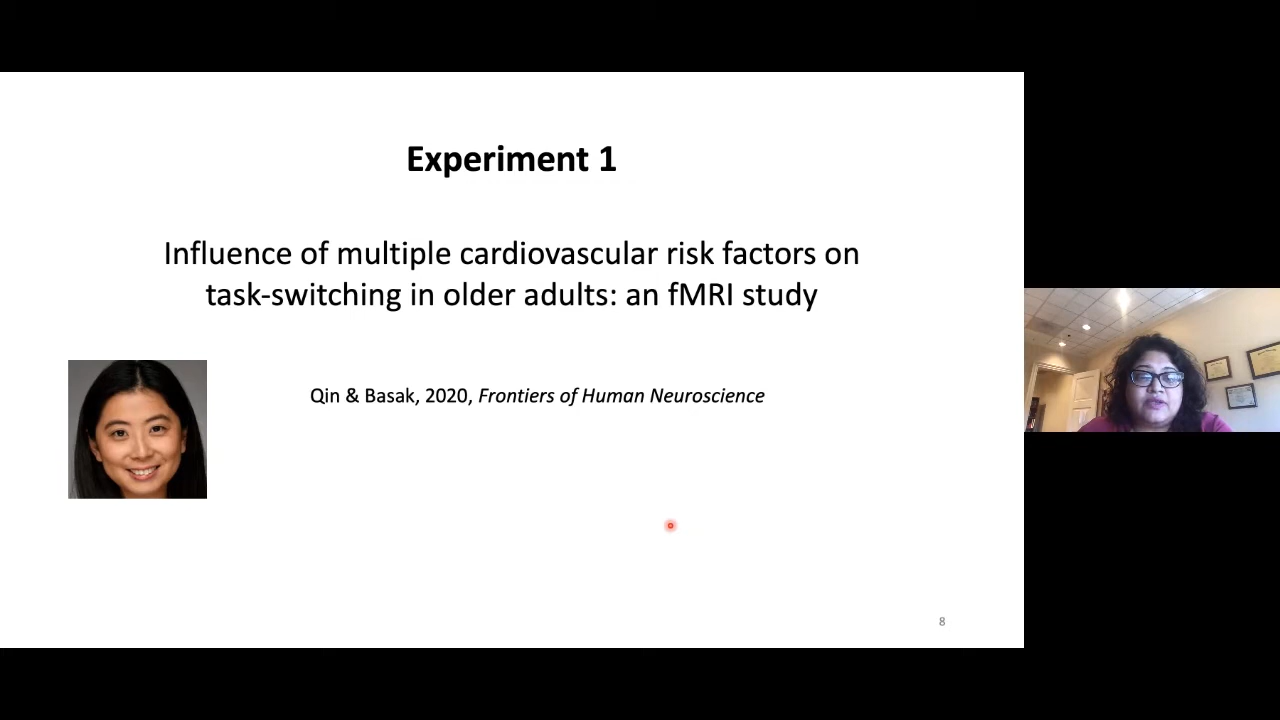 Experiment 1
Influence of multiple cardiovascular risk factors on
task-switching in older adults: an fMRI study
Qin & Basak, 2020, Frontiers of Human Neuroscience
8